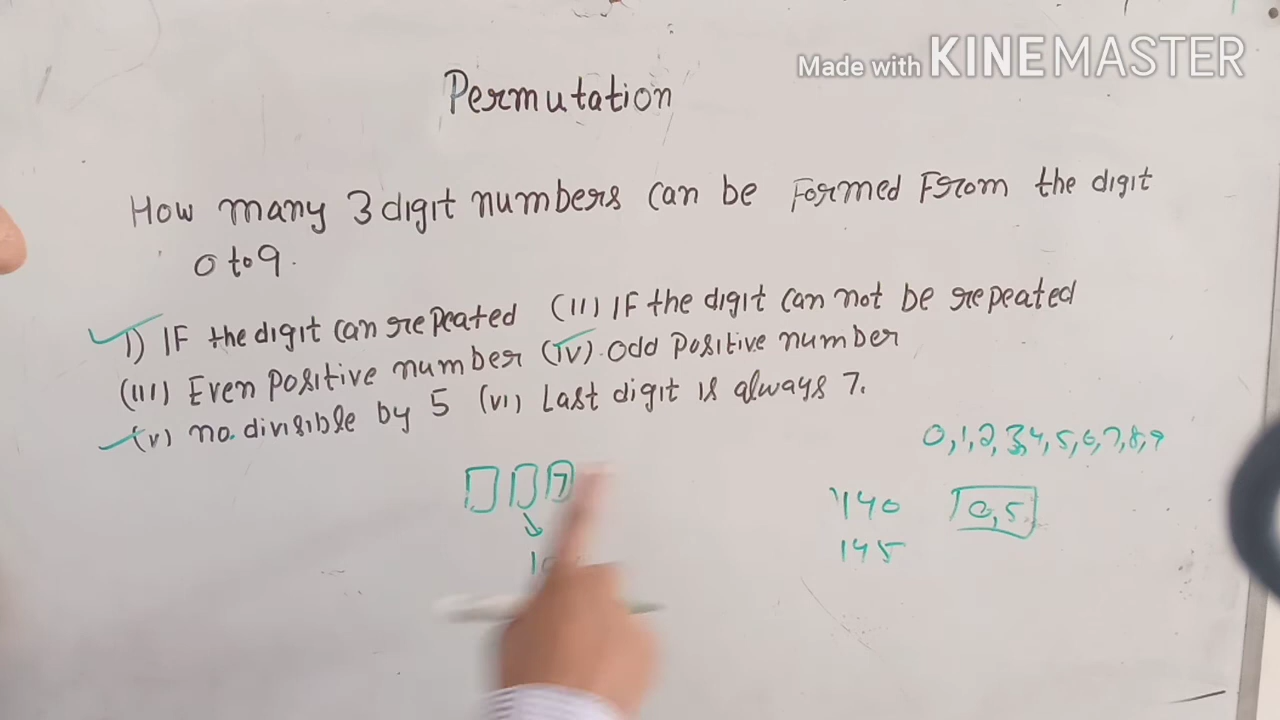 Made with KINEMASTER
Permutation
How many 3 digit numbers can be Formed From the digit
0 to 9.
I) IF the digit can repeated (II) IF the digit can not be repeated
(III) Even positive number (IV). Odd positive number
(V) no. divisible by 5 (VI) Last digit is always 7.
0,1,2,3,4,5,6,7,8,9
7
140 0,5
145